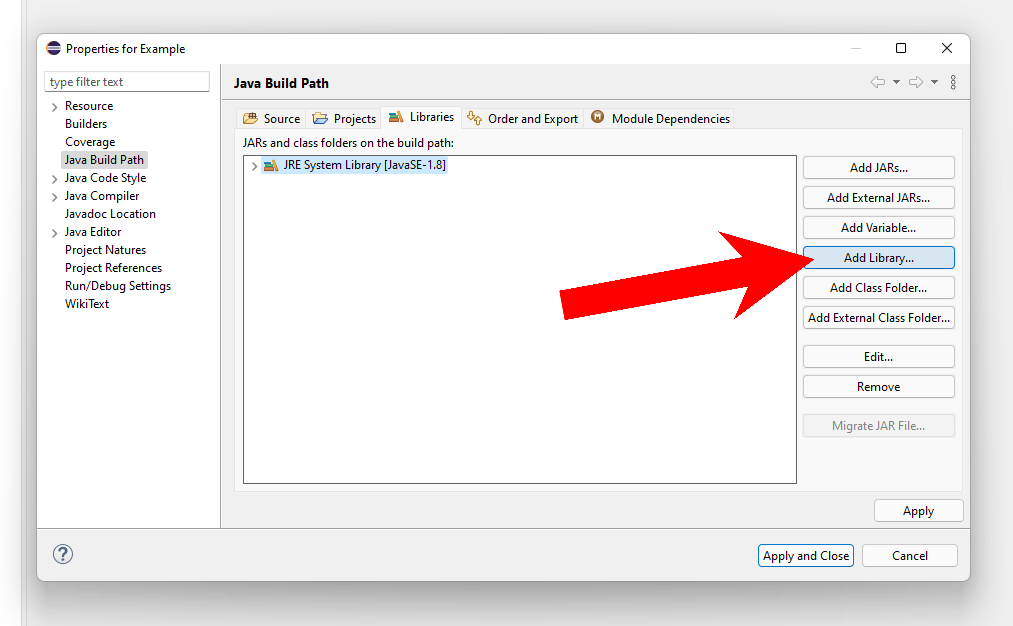 Properties for Example
type filter text
Resource
Builders
Coverage
Java Build Path
Java Code Style
Java Compiler
Javadoc Location
Java Editor
Project Natures
Project References
Run/Debug Settings
WikiText
Java Build Path
Source Projects Libraries Order and Export M Module Dependencies
JARs and class folders on the build path:
JRE System Library [JavaSE-1.8]
Add JARs...
Add External JARs...
Add Variable...
Add Library...
Add Class Folder...
Add External Class Folder...
Edit...
Remove
Migrate JAR File...
Apply
?
Apply and Close Cancel